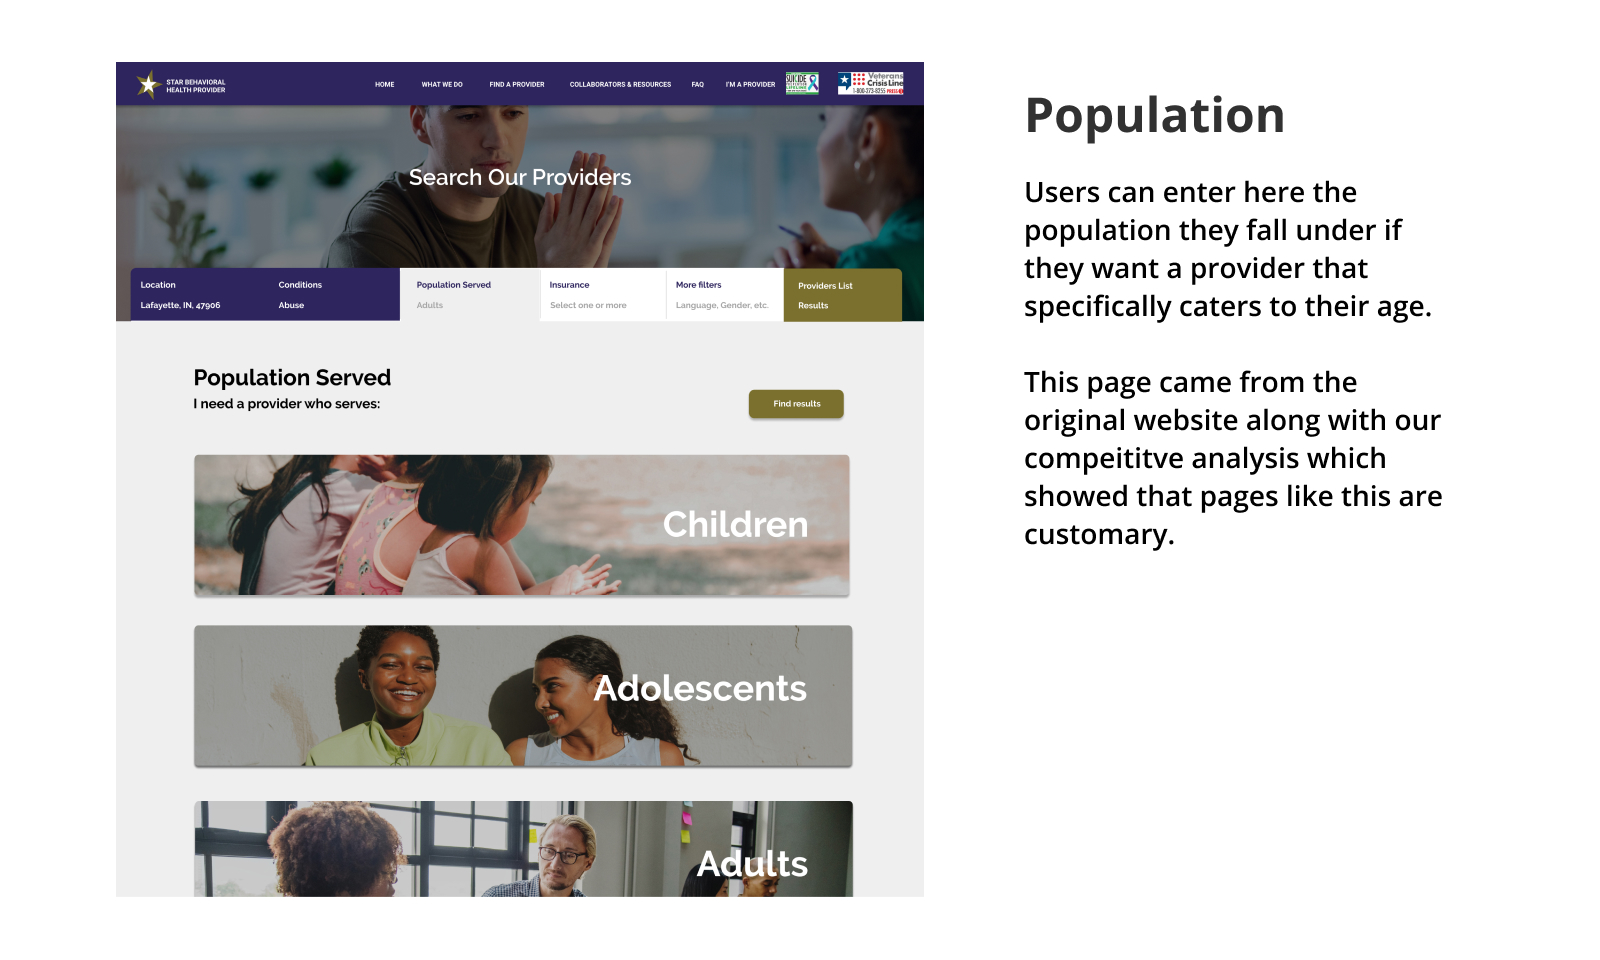 STAR BEHAVIORAL
HEALTH PROVIDER
HOME WHAT WE DO FIND A PROVIDER COLLABORATORS & RESOURCES FAQ I'M A PROVIDER
SUICIDE
Veterans
Crisis Line
1-800-273-8255 PRESS 1
Search Our Providers
Location Conditions Population Served Insurance More filters Providers List
Lafayette, IN, 47906 Abuse Adults Select one or more Language, Gender, etc. Results
Population Served
I need a provider who serves:
Find results
Children
Adolescents
Adults
Population
Users can enter here the
population they fall under if
they want a provider that
specifically caters to their age.
This page came from the
original website along with our
compeititve analysis which
showed that pages like this are
customary.